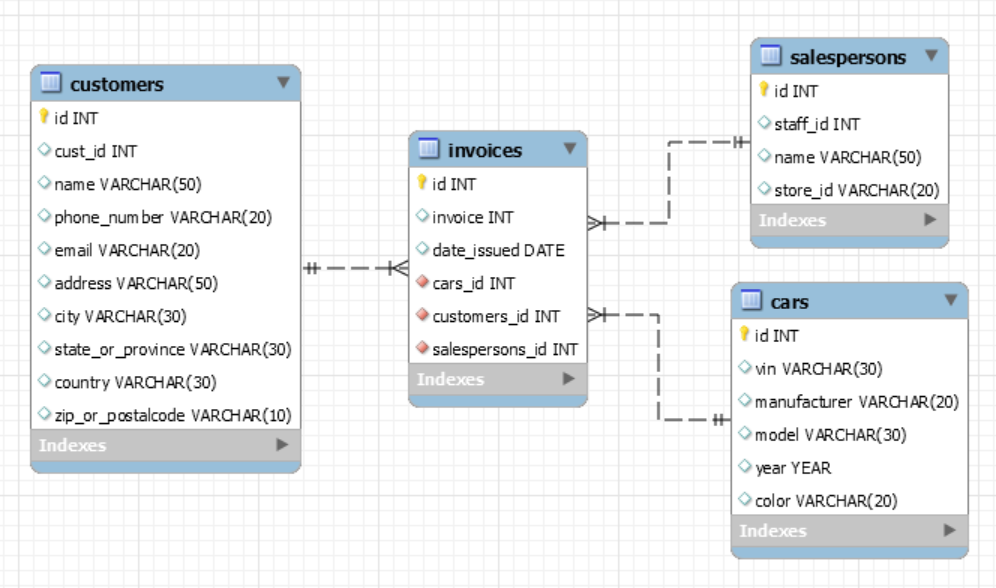 customers
id INT
cust_id INT
name VARCHAR(50)
phone_number VARCHAR(20)
email VARCHAR(20)
address VARCHAR(50)
city VARCHAR(30)
state_or_province VARCHAR(30)
country VARCHAR(30)
zip_or_postalcode VARCHAR(10)
Indexes
invoices
id INT
invoice INT
date_issued DATE
cars_id INT
customers_id INT
salespersons_id INT
Indexes
salespersons
id INT
staff_id INT
name VARCHAR(50)
store_id VARCHAR(20)
Indexes
cars
id INT
vin VARCHAR(30)
manufacturer VARCHAR(20)
model VARCHAR(30)
year YEAR
color VARCHAR(20)
Indexes